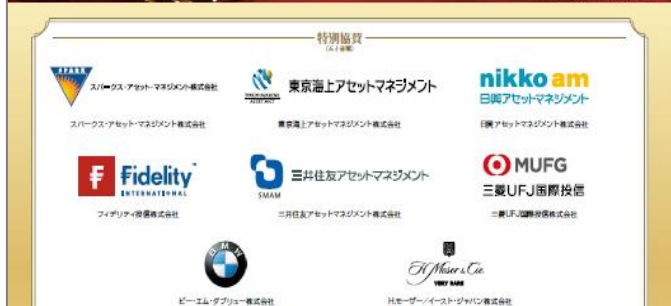 特別協賛
(五十音順)
SPARX
スパークス・アセット・マネジメント株式会社
TOKIO MARINE
ASSET MGMT
東京海上アセットマネジメント
nikko am
日興アセットマネジメント
スパークス・アセット・マネジメント株式会社
東京海上アセットマネジメント株式会社
日興アセットマネジメント株式会社
Fidelity
INTERNATIONAL
SMAM
三井住友アセットマネジメント
MUFG
三菱UFJ国際投信
フィデリティ投信株式会社
三井住友アセットマネジメント株式会社
三菱UFJ国際投信株式会社
BMW
H. Moser & Cie.
VERY RARE
ビー・エム・ダブリュー株式会社
H.モーザー/イースト・ジャパン株式会社